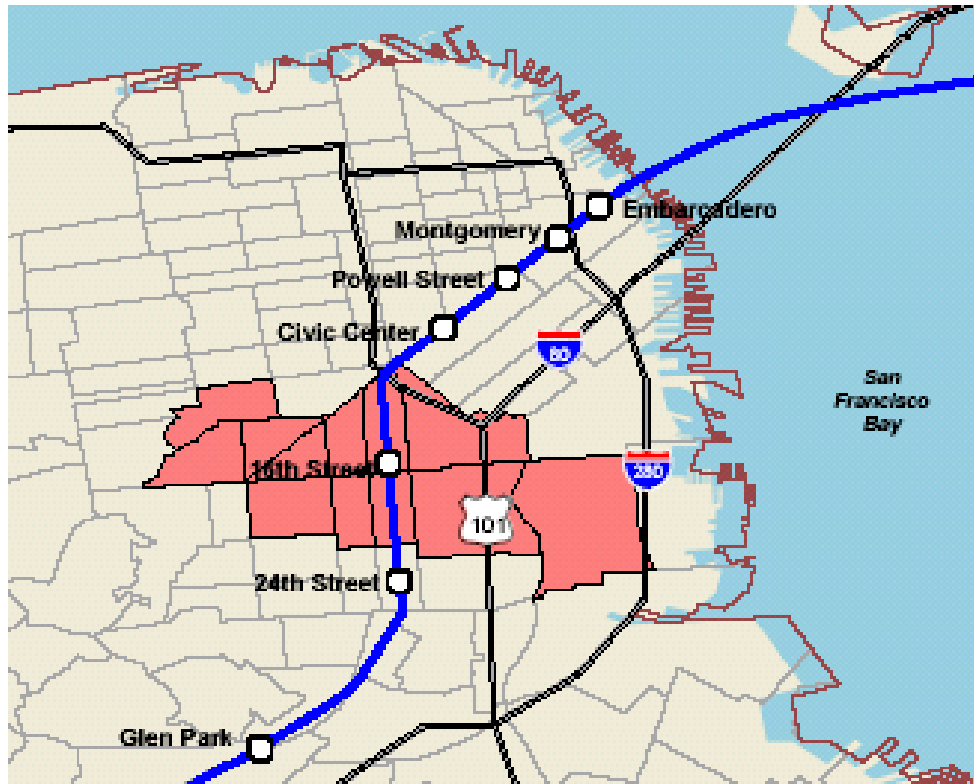 Embarcadero
Montgomery
Powell Street
Civic Center
80
San
Francisco
Bay
16th Street
280
101
24th Street
Glen Park